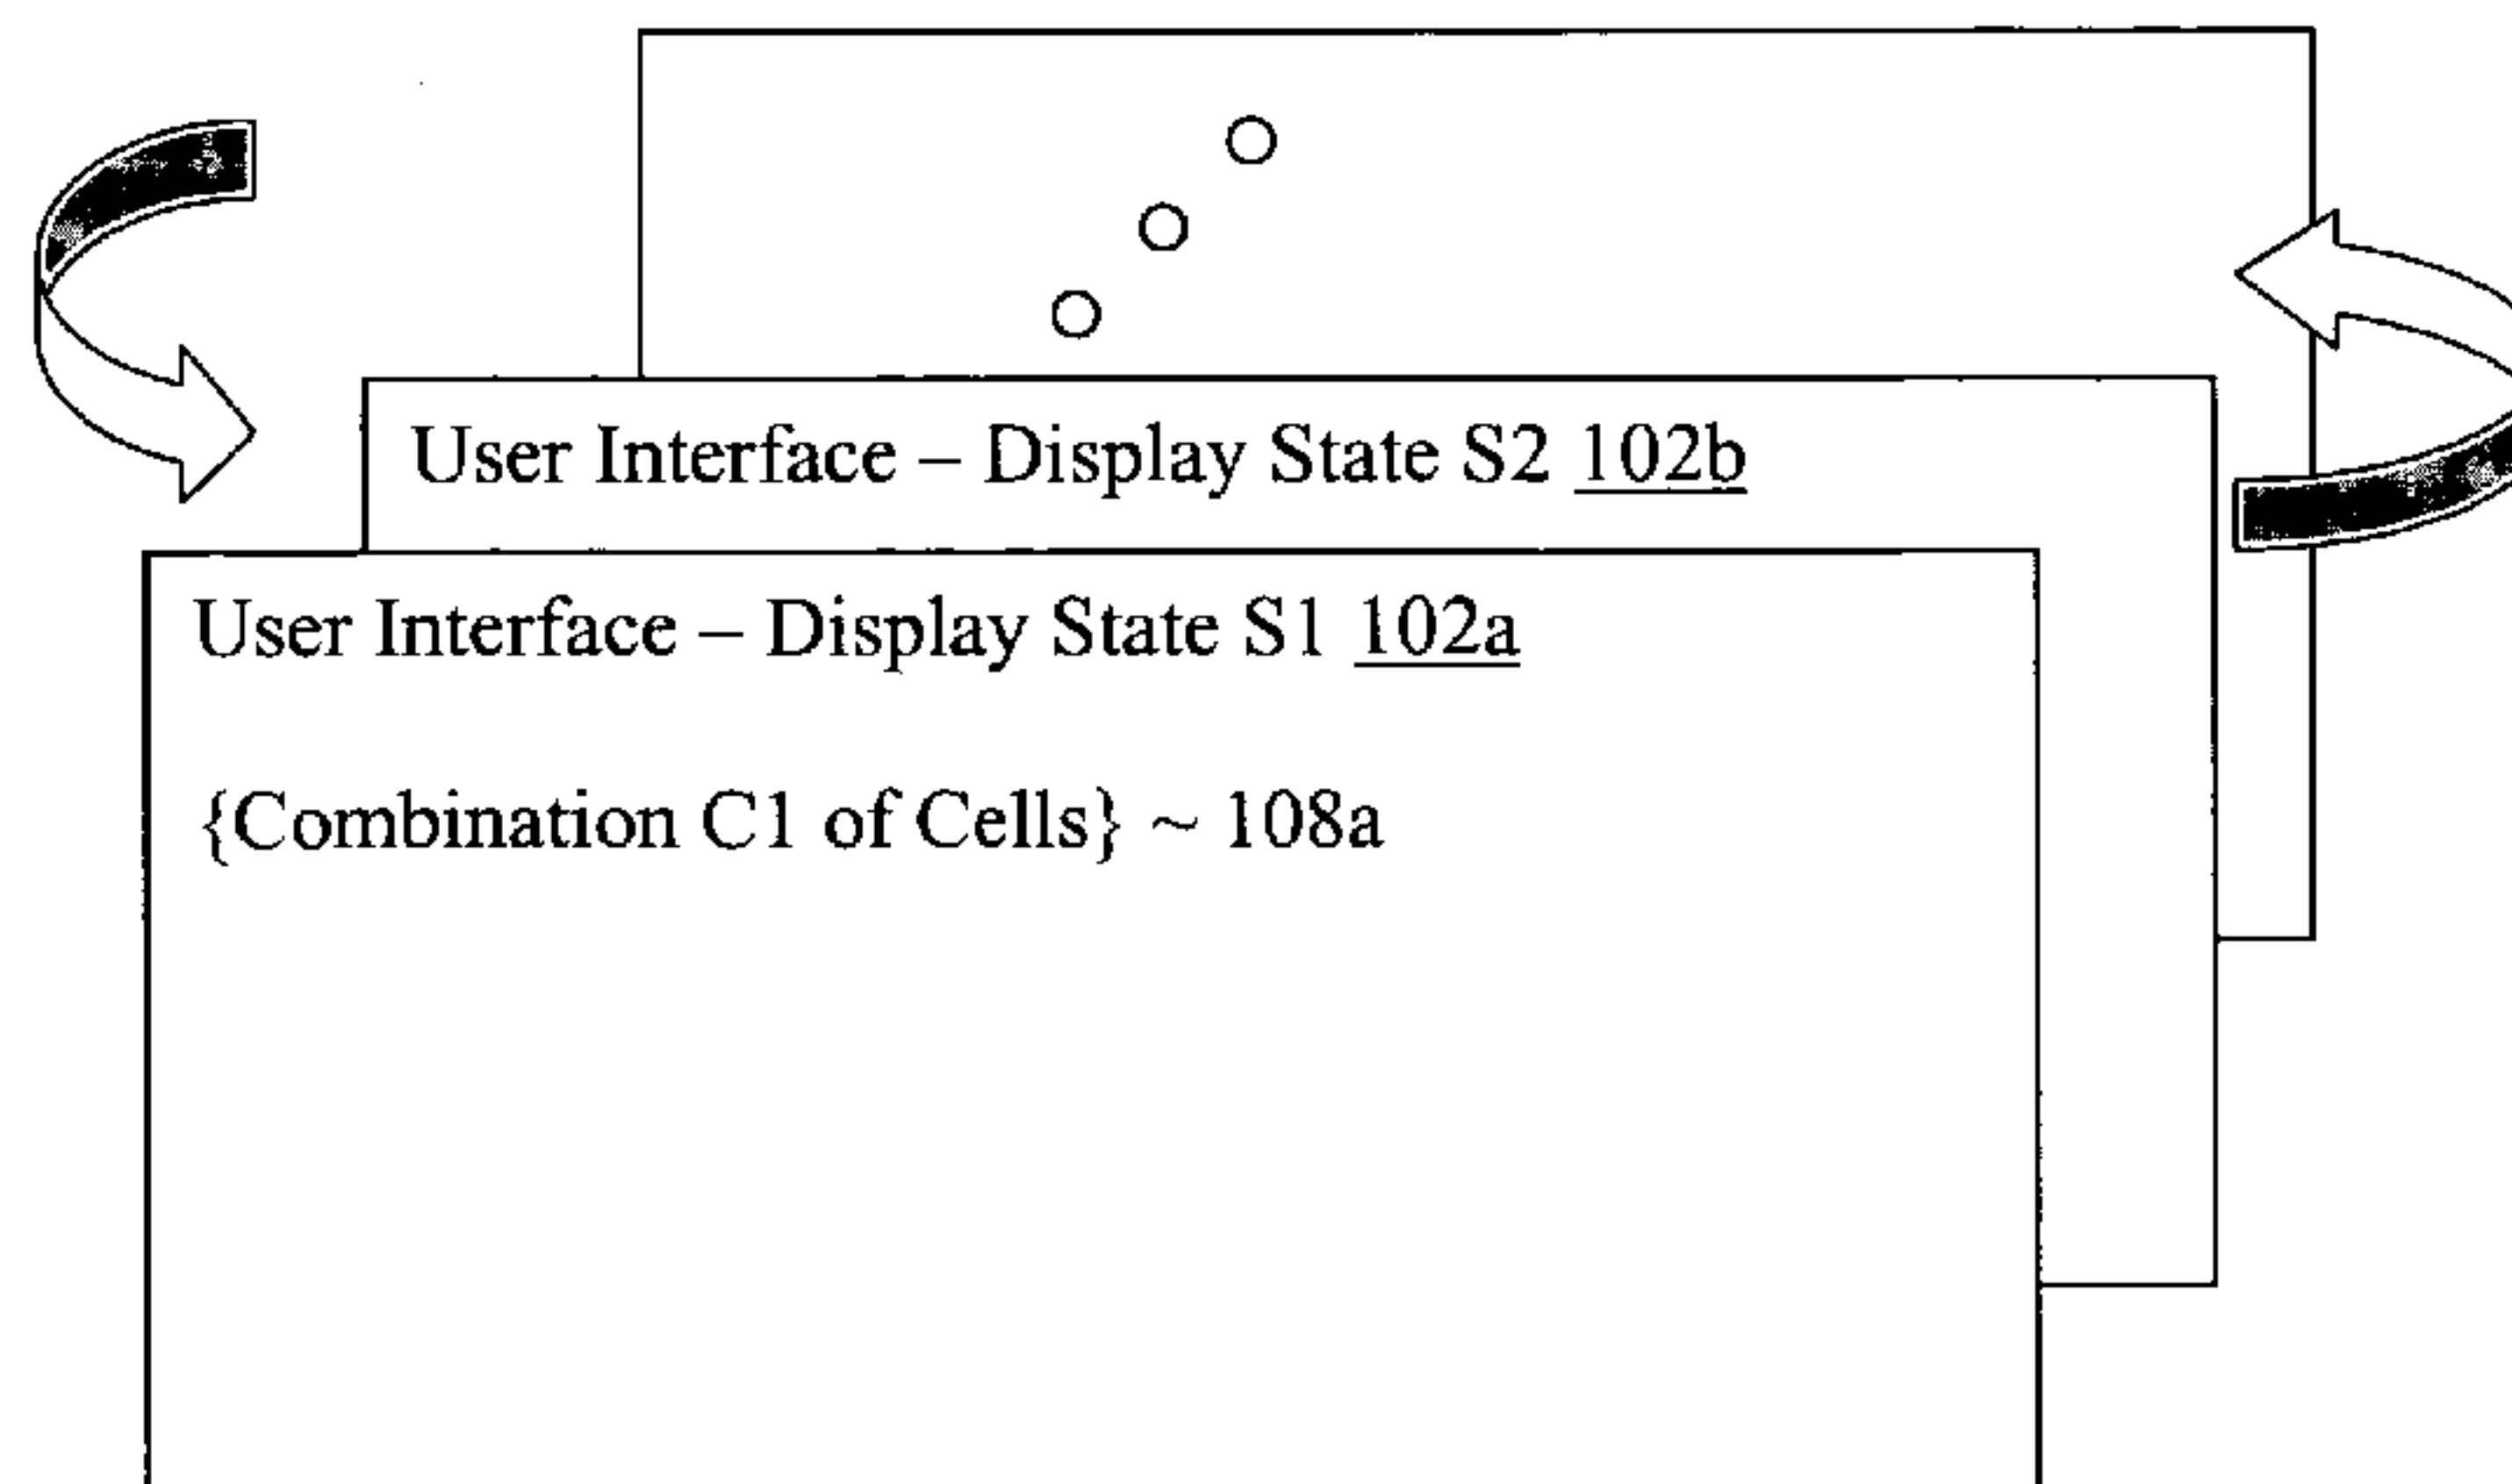 User Interface – Display State S2 102b
User Interface – Display State S1 102a
{Combination C1 of Cells} ~ 108a